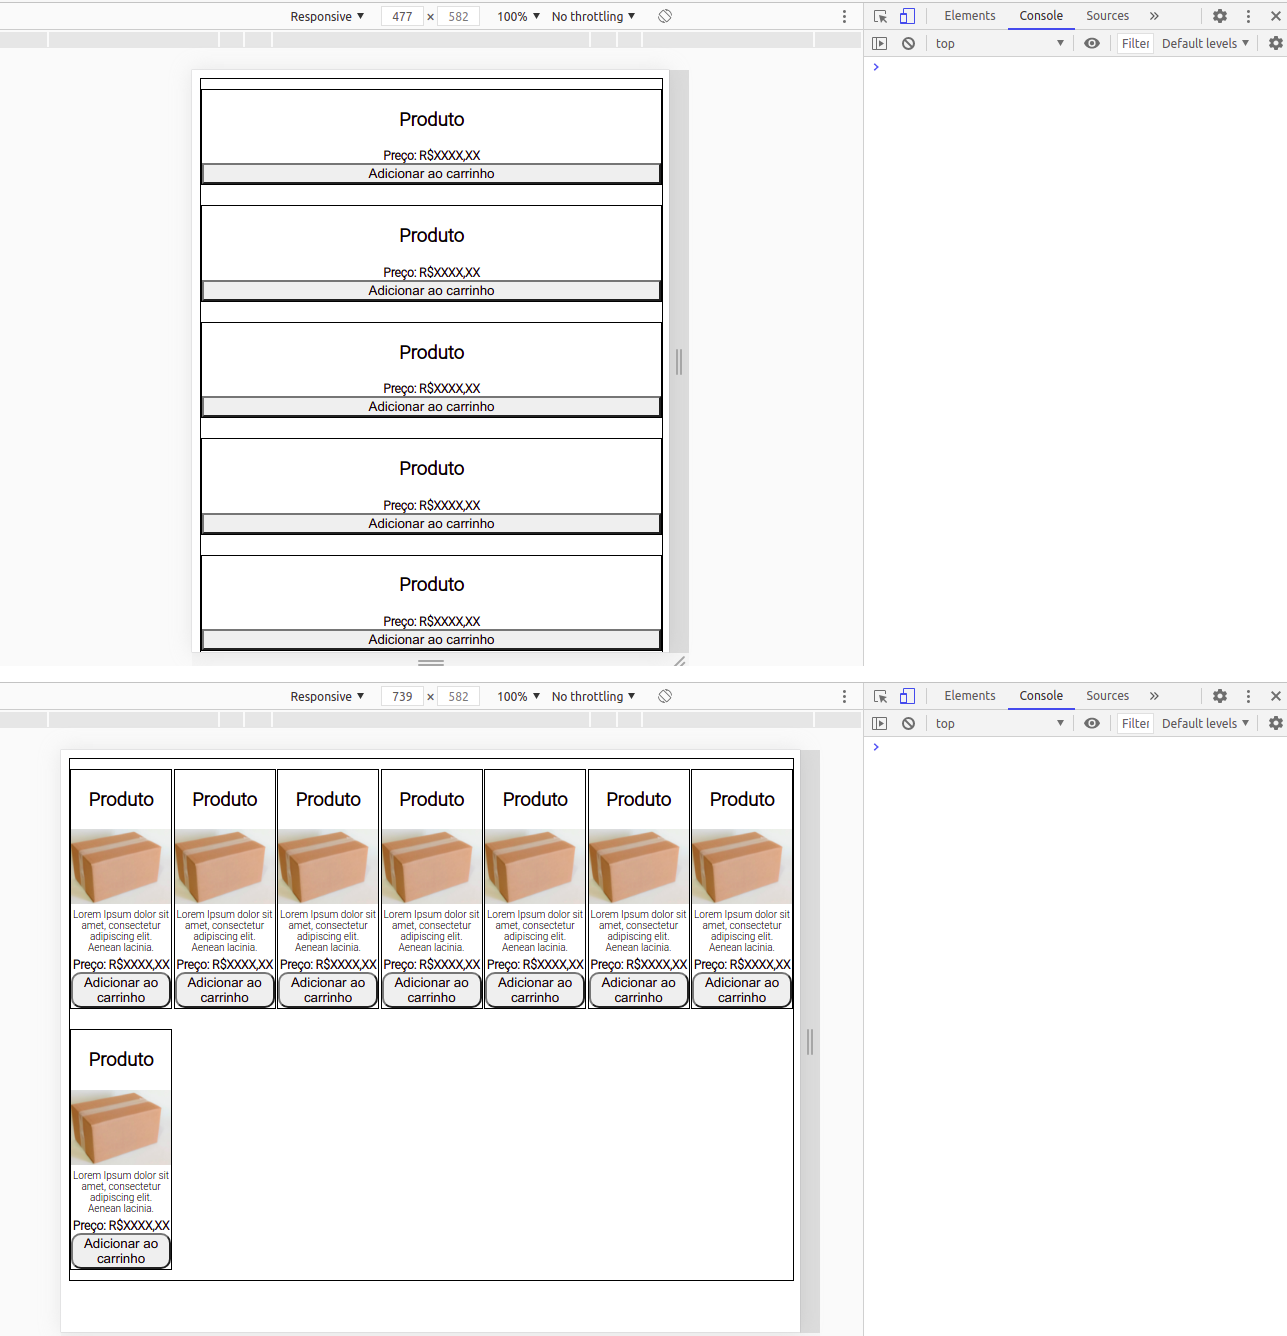 Responsive ▼ 477 × 582 100% ▼ No throttling ▼
Elements Console Sources »
top ▼ Filter Default levels ▼
Produto
Preço: R$XXXX,XX
Adicionar ao carrinho
Produto
Preço: R$XXXX,XX
Adicionar ao carrinho
Produto
Preço: R$XXXX,XX
Adicionar ao carrinho
Produto
Preço: R$XXXX,XX
Adicionar ao carrinho
Produto
Preço: R$XXXX,XX
Adicionar ao carrinho
Responsive ▼ 739 × 582 100% ▼ No throttling ▼
Elements Console Sources »
top ▼ Filter Default levels ▼
Produto Produto Produto Produto Produto Produto Produto
Lorem Ipsum dolor sit Lorem Ipsum dolor sit Lorem Ipsum dolor sit Lorem Ipsum dolor sit Lorem Ipsum dolor sit Lorem Ipsum dolor sit Lorem Ipsum dolor sit
amet, consectetur amet, consectetur amet, consectetur amet, consectetur amet, consectetur amet, consectetur amet, consectetur
adipiscing elit. adipiscing elit. adipiscing elit. adipiscing elit. adipiscing elit. adipiscing elit. adipiscing elit.
Aenean lacinia. Aenean lacinia. Aenean lacinia. Aenean lacinia. Aenean lacinia. Aenean lacinia. Aenean lacinia.
Preço: R$XXXX,XX Preço: R$XXXX,XX Preço: R$XXXX,XX Preço: R$XXXX,XX Preço: R$XXXX,XX Preço: R$XXXX,XX Preço: R$XXXX,XX
Adicionar ao Adicionar ao Adicionar ao Adicionar ao Adicionar ao Adicionar ao Adicionar ao
carrinho carrinho carrinho carrinho carrinho carrinho carrinho
Produto
Lorem Ipsum dolor sit
amet, consectetur
adipiscing elit.
Aenean lacinia.
Preço: R$XXXX,XX
Adicionar ao
carrinho